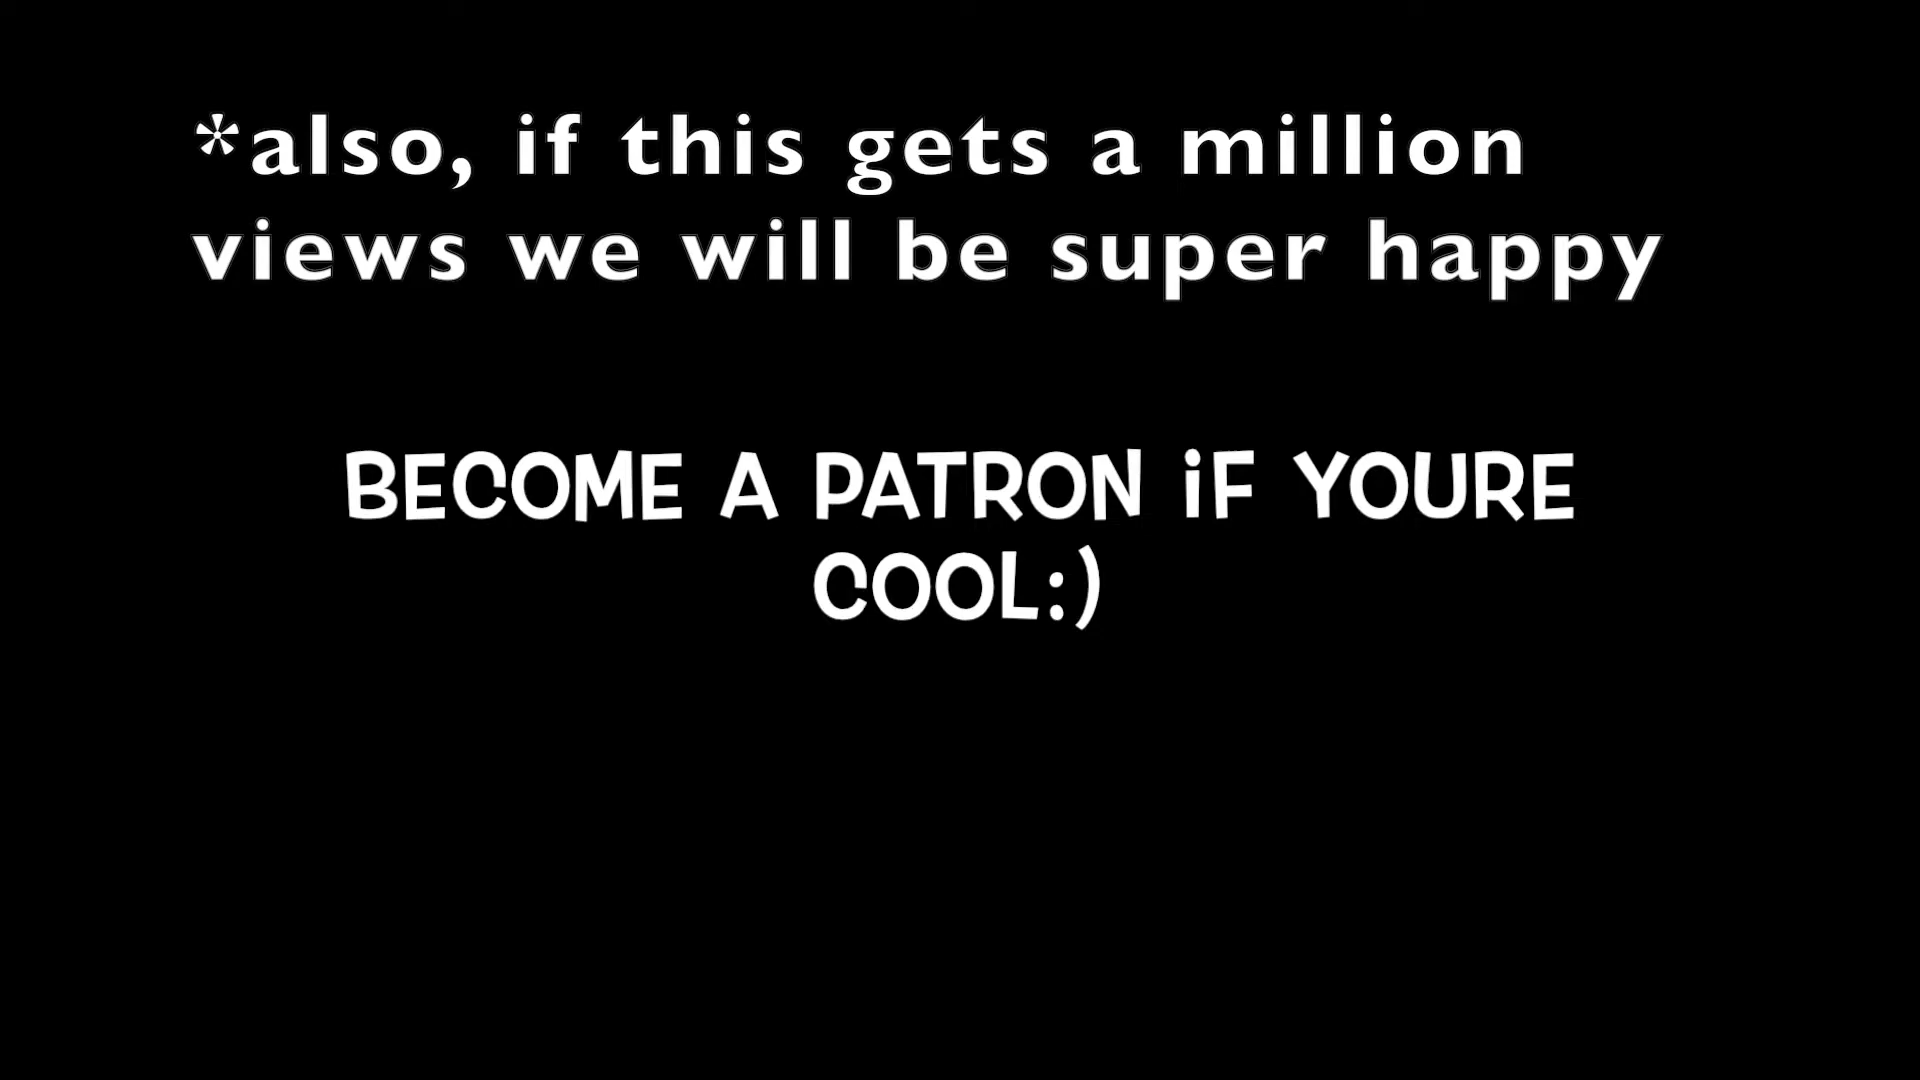 *also, if this gets a million
views we will be super happy
BECOME A PATRON iF YOURE
COOL:)